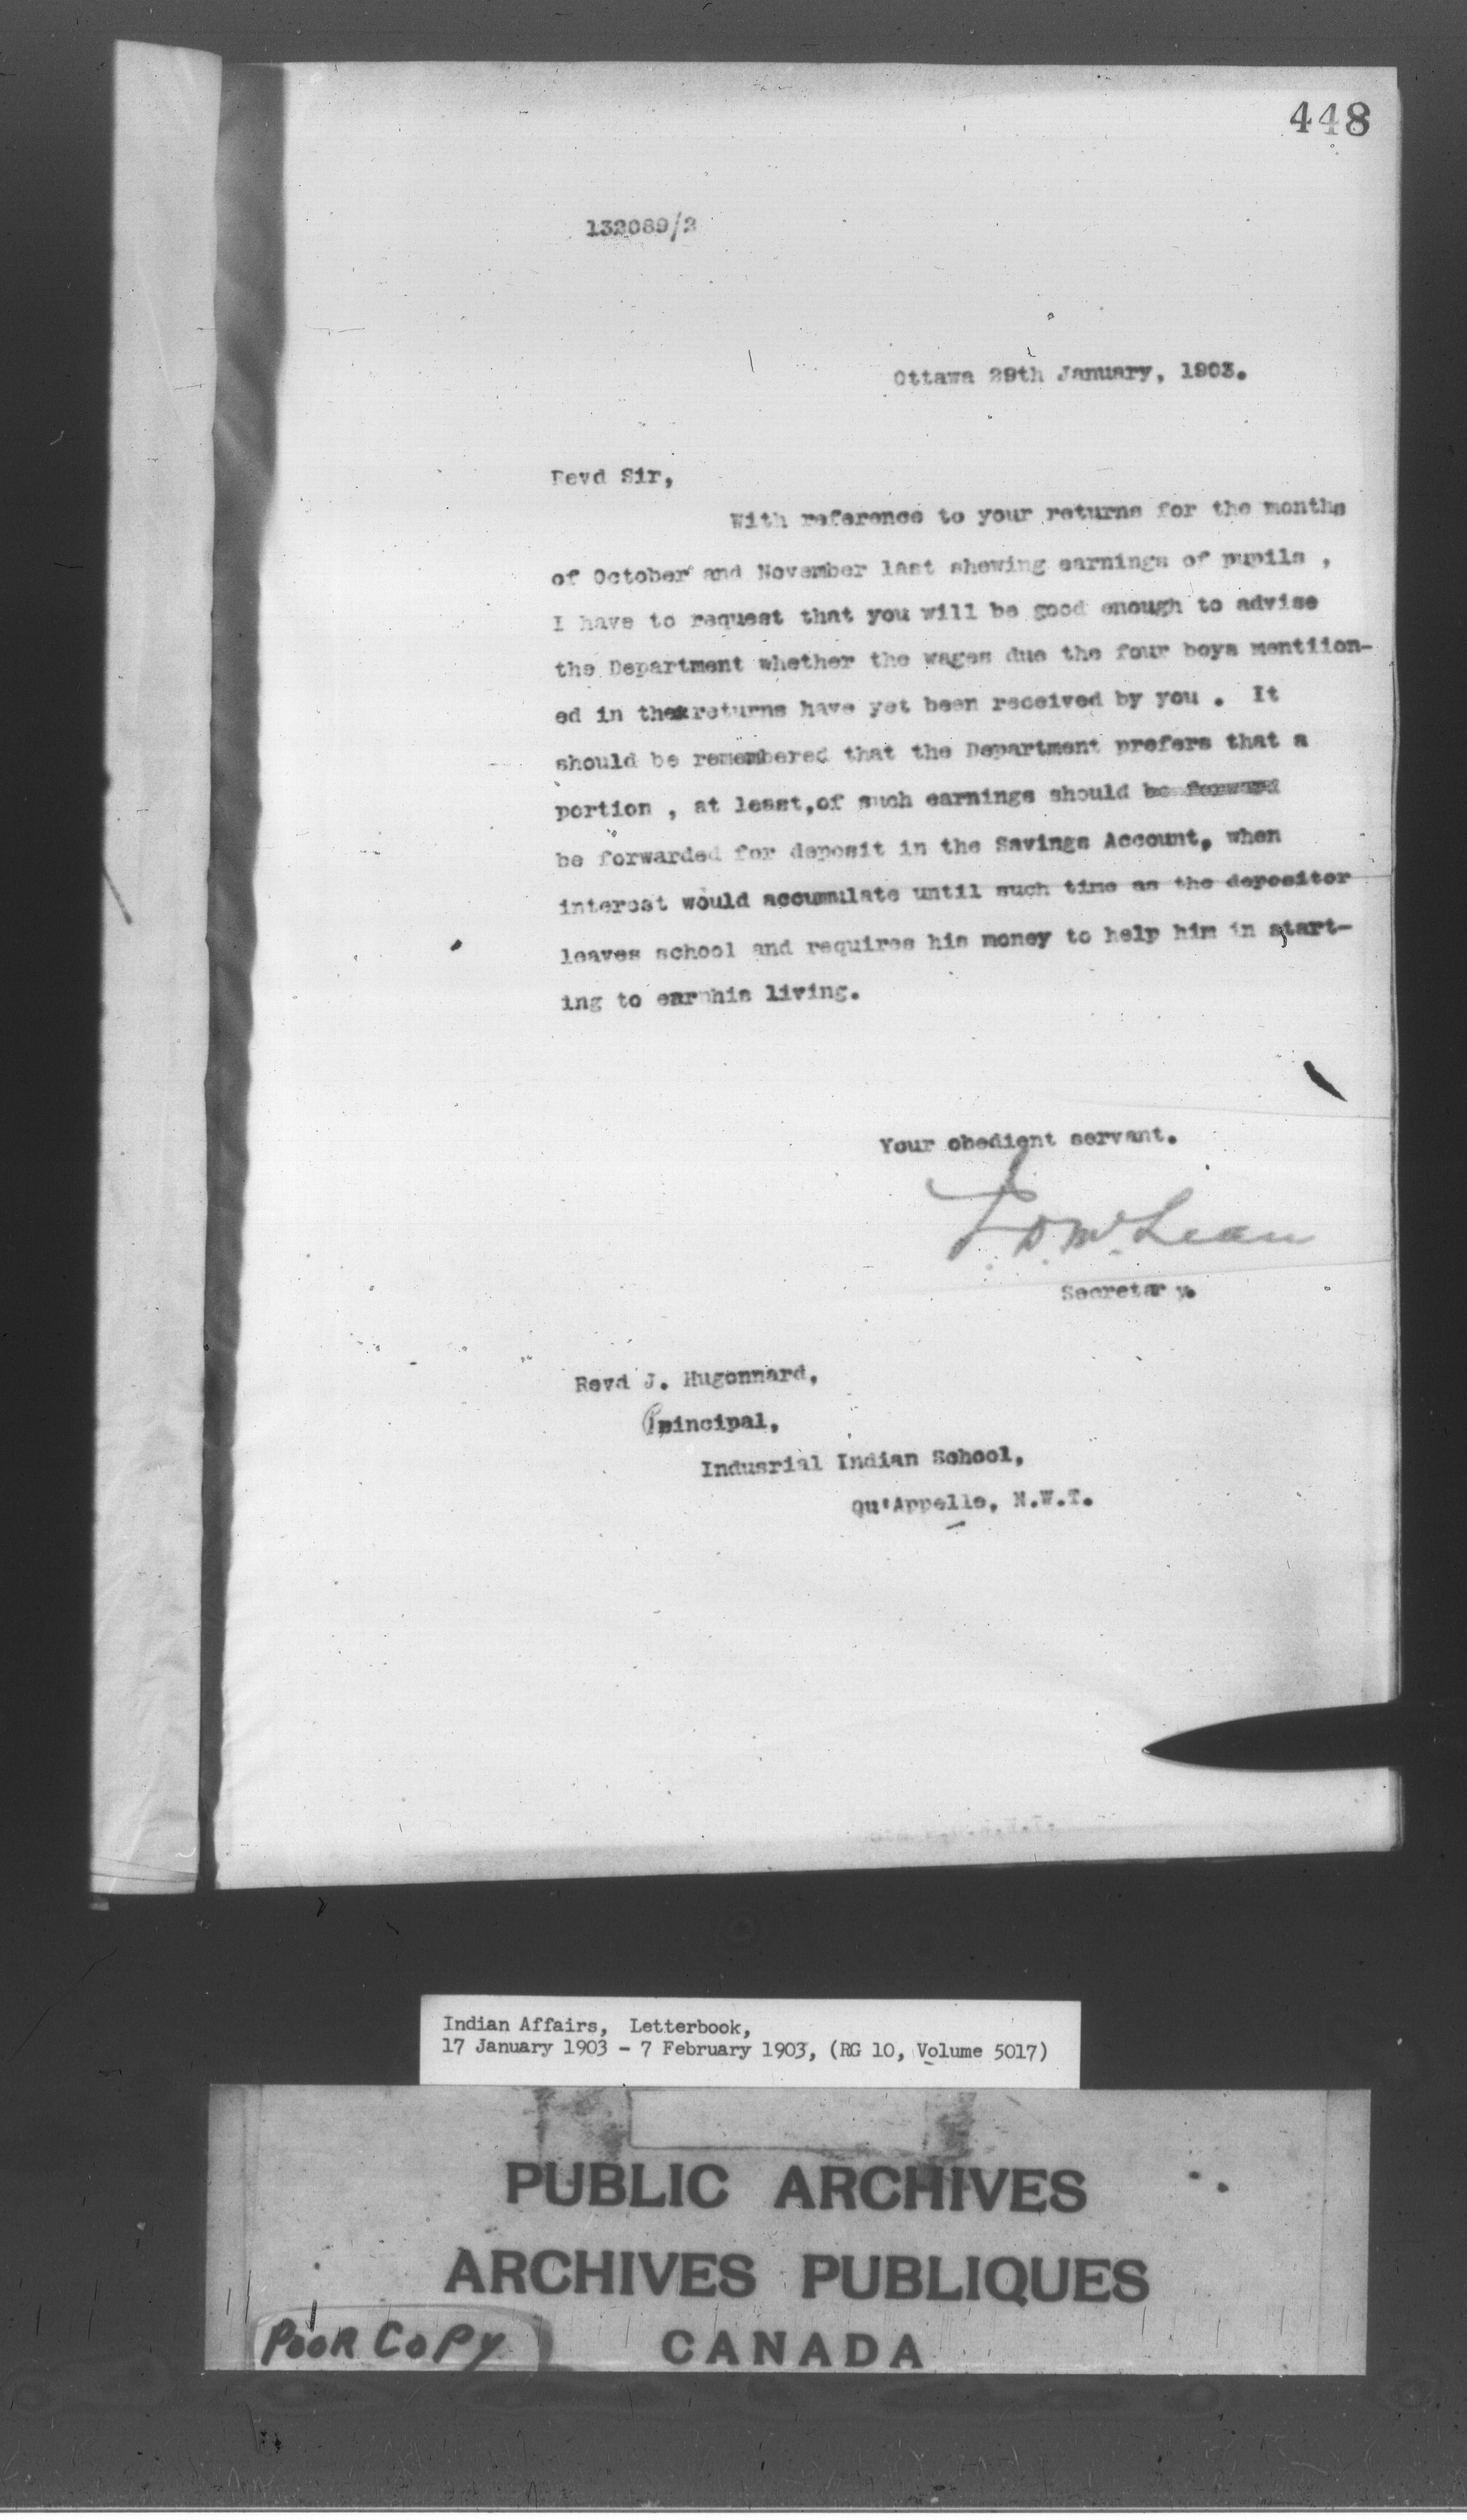 448
132089/2
Ottawa 29th January, 1903.
Revd Sir,
With reference to your returns for the months
of October and November last shewing earnings of pupils ,
I have to request that you will be good enough to advise
the Department whether the wages due the four boys mentiion-
ed in the returns have yet been received by you . It
should be remembered that the Department prefers that a
portion , at least,of such earnings should be forward
be forwarded for deposit in the Savings Account, when
interest would accumulate until such time as the depositor
leaves school and requires his money to help him in start-
ing to earnhis living.
Your obedient servant.
J.D. McLean
Secretar y.
Revd J. Hugonnard,
Principal,
Indusrial Indian School,
Qu'Appelle, N.W.T.
Indian Affairs, Letterbook,
17 January 1903 - 7 February 1903, (RG 10, Volume 5017)
PUBLIC ARCHIVES
ARCHIVES PUBLIQUES
CANADA
POOR COPY